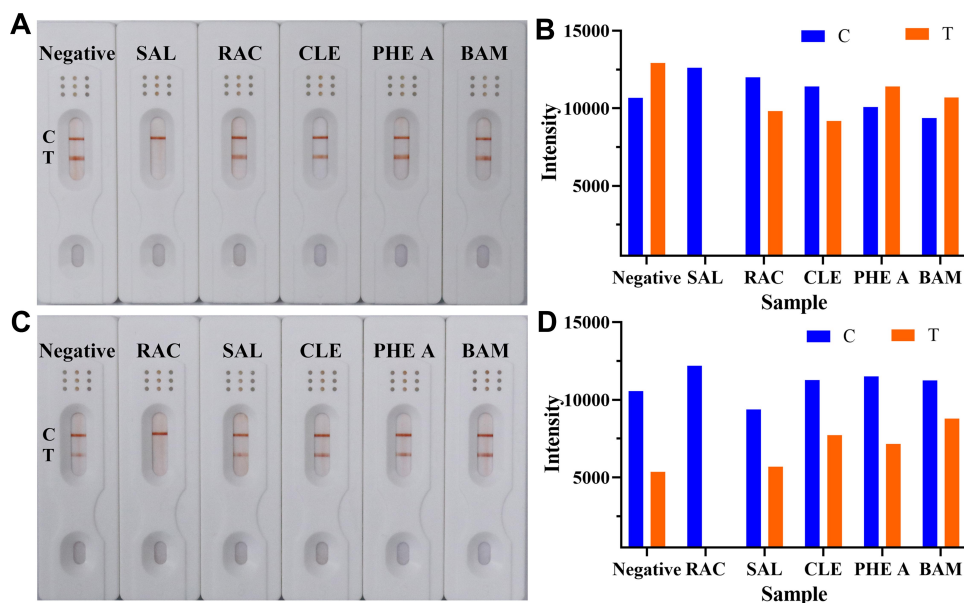 A
Negative SAL RAC CLE PHE A BAM
C
T
B
C T
15000
10000
5000
Intensity
Negative SAL RAC CLE PHE A BAM
Sample
C
Negative RAC SAL CLE PHE A BAM
C
T
D
C T
15000
10000
5000
Intensity
Negative RAC SAL CLE PHE A BAM
Sample